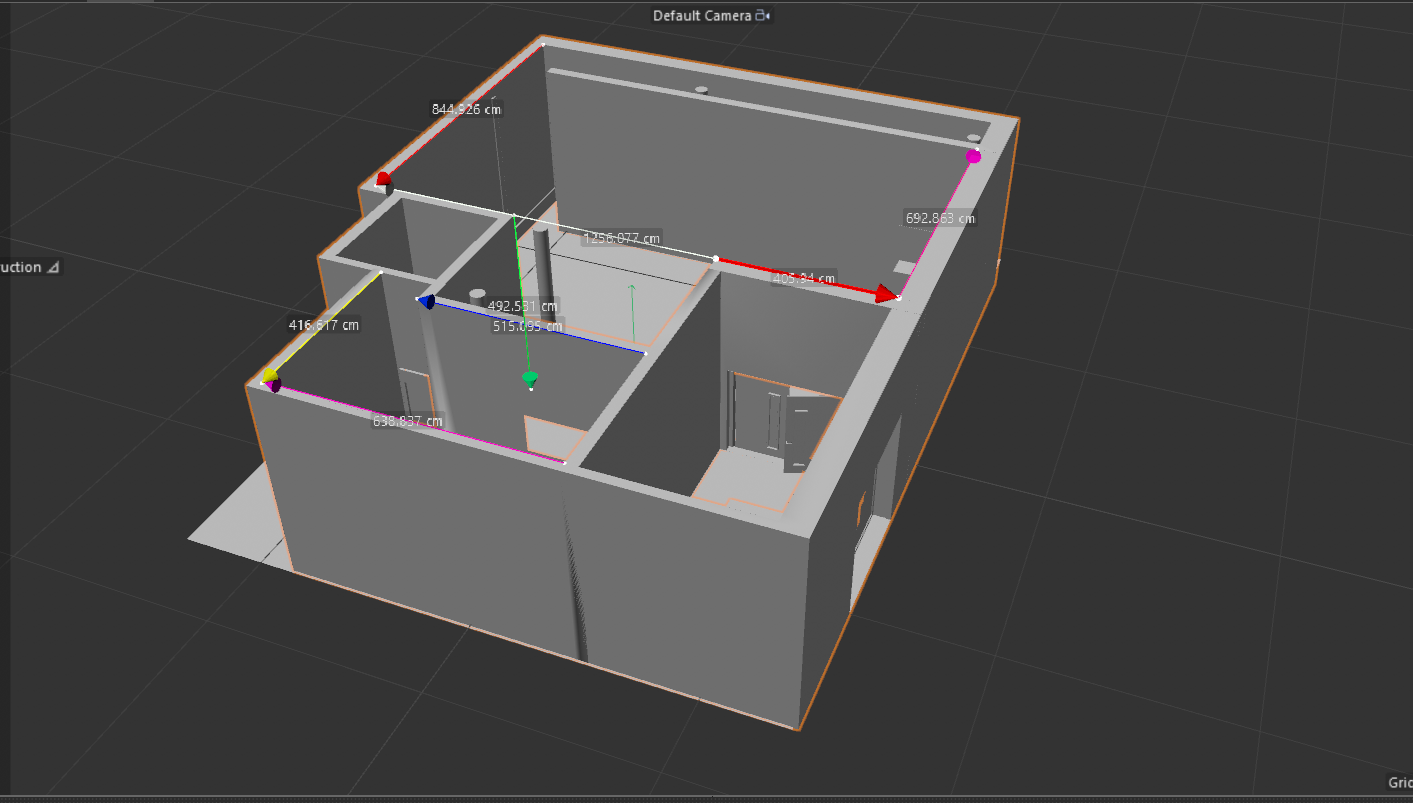 Default Camera
844.926 cm
692.863 cm
1256.077 cm
uction
405.94 cm
492.531 cm
416.617 cm
515.095 cm
638.837 cm
Grid